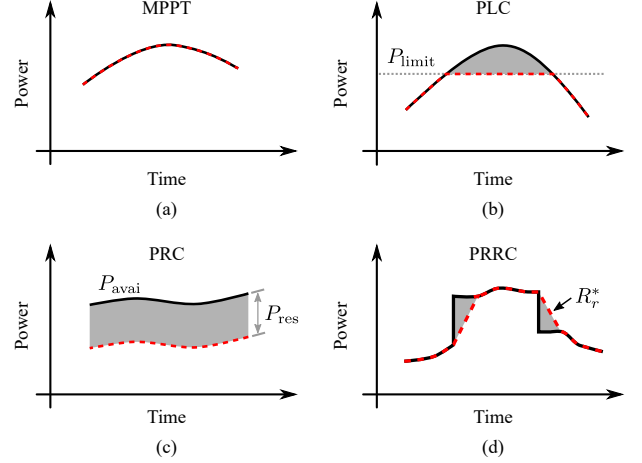 MPPT
Power
Time
(a)
PLC
P_limit
Power
Time
(b)
PRC
P_avai
P_res
Power
Time
(c)
PRRC
R_r^*
Power
Time
(d)